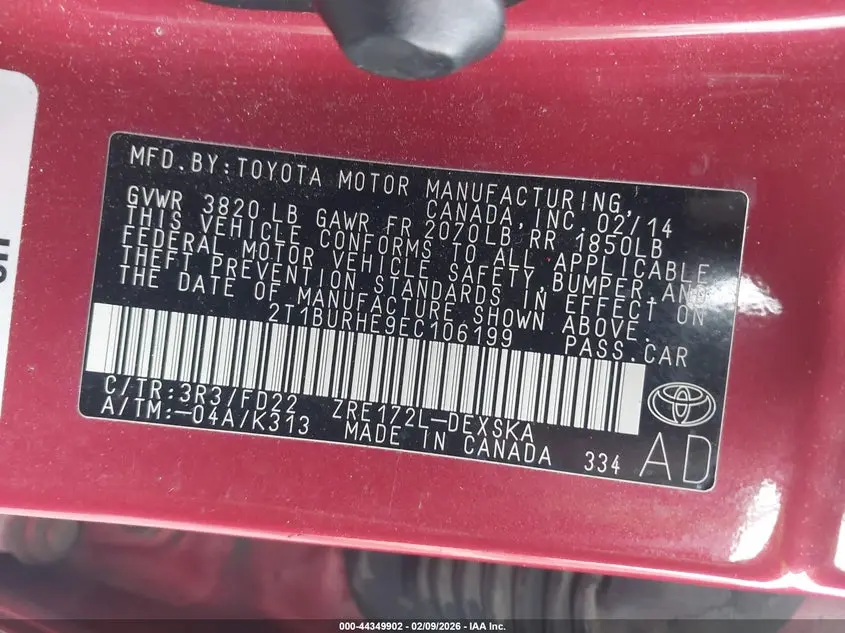 MFD.BY:TOYOTA MOTOR MANUFACTURING,
CANADA,INC. 02/14
GVWR 3820 LB GAWR FR 2070LB RR 1850LB
THIS VEHICLE CONFORMS TO ALL APPLICABLE
FEDERAL MOTOR VEHICLE SAFETY,BUMPER,AND
THEFT PREVENTION STANDARDS IN EFFECT ON
THE DATE OF MANUFACTURE SHOWN ABOVE.
2T1BURHE9EC106199 PASS.CAR
C/TR:3R3/FD22 ZRE172L-DEXSKA
A/TM:-04A/K313 MADE IN CANADA 334
AD
000-44349902 - 02/09/2026 - IAA Inc.